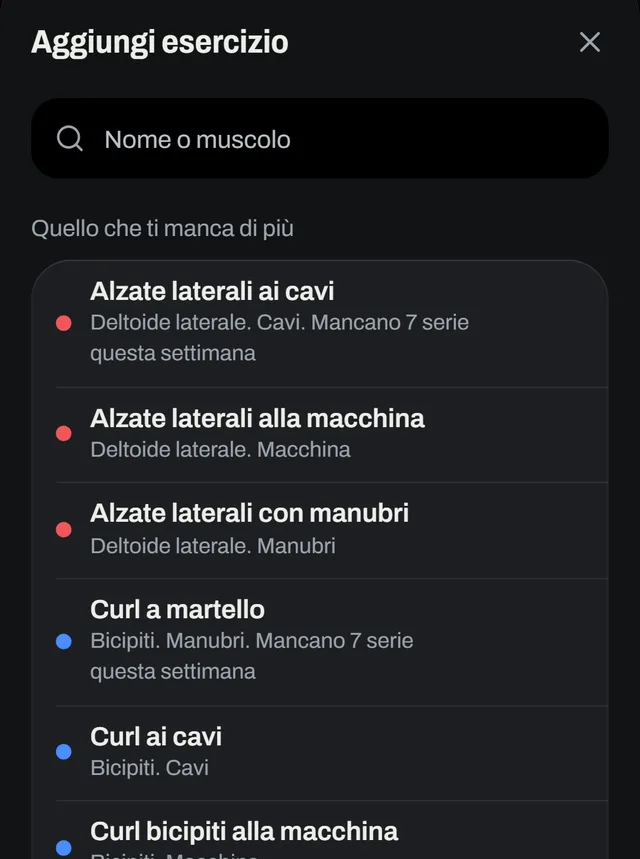 Aggiungi esercizio
Nome o muscolo
Quello che ti manca di più
Alzate laterali ai cavi
Deltoide laterale. Cavi. Mancano 7 serie
questa settimana
Alzate laterali alla macchina
Deltoide laterale. Macchina
Alzate laterali con manubri
Deltoide laterale. Manubri
Curl a martello
Bicipiti. Manubri. Mancano 7 serie
questa settimana
Curl ai cavi
Bicipiti. Cavi
Curl bicipiti alla macchina
Bicipiti. Macchina